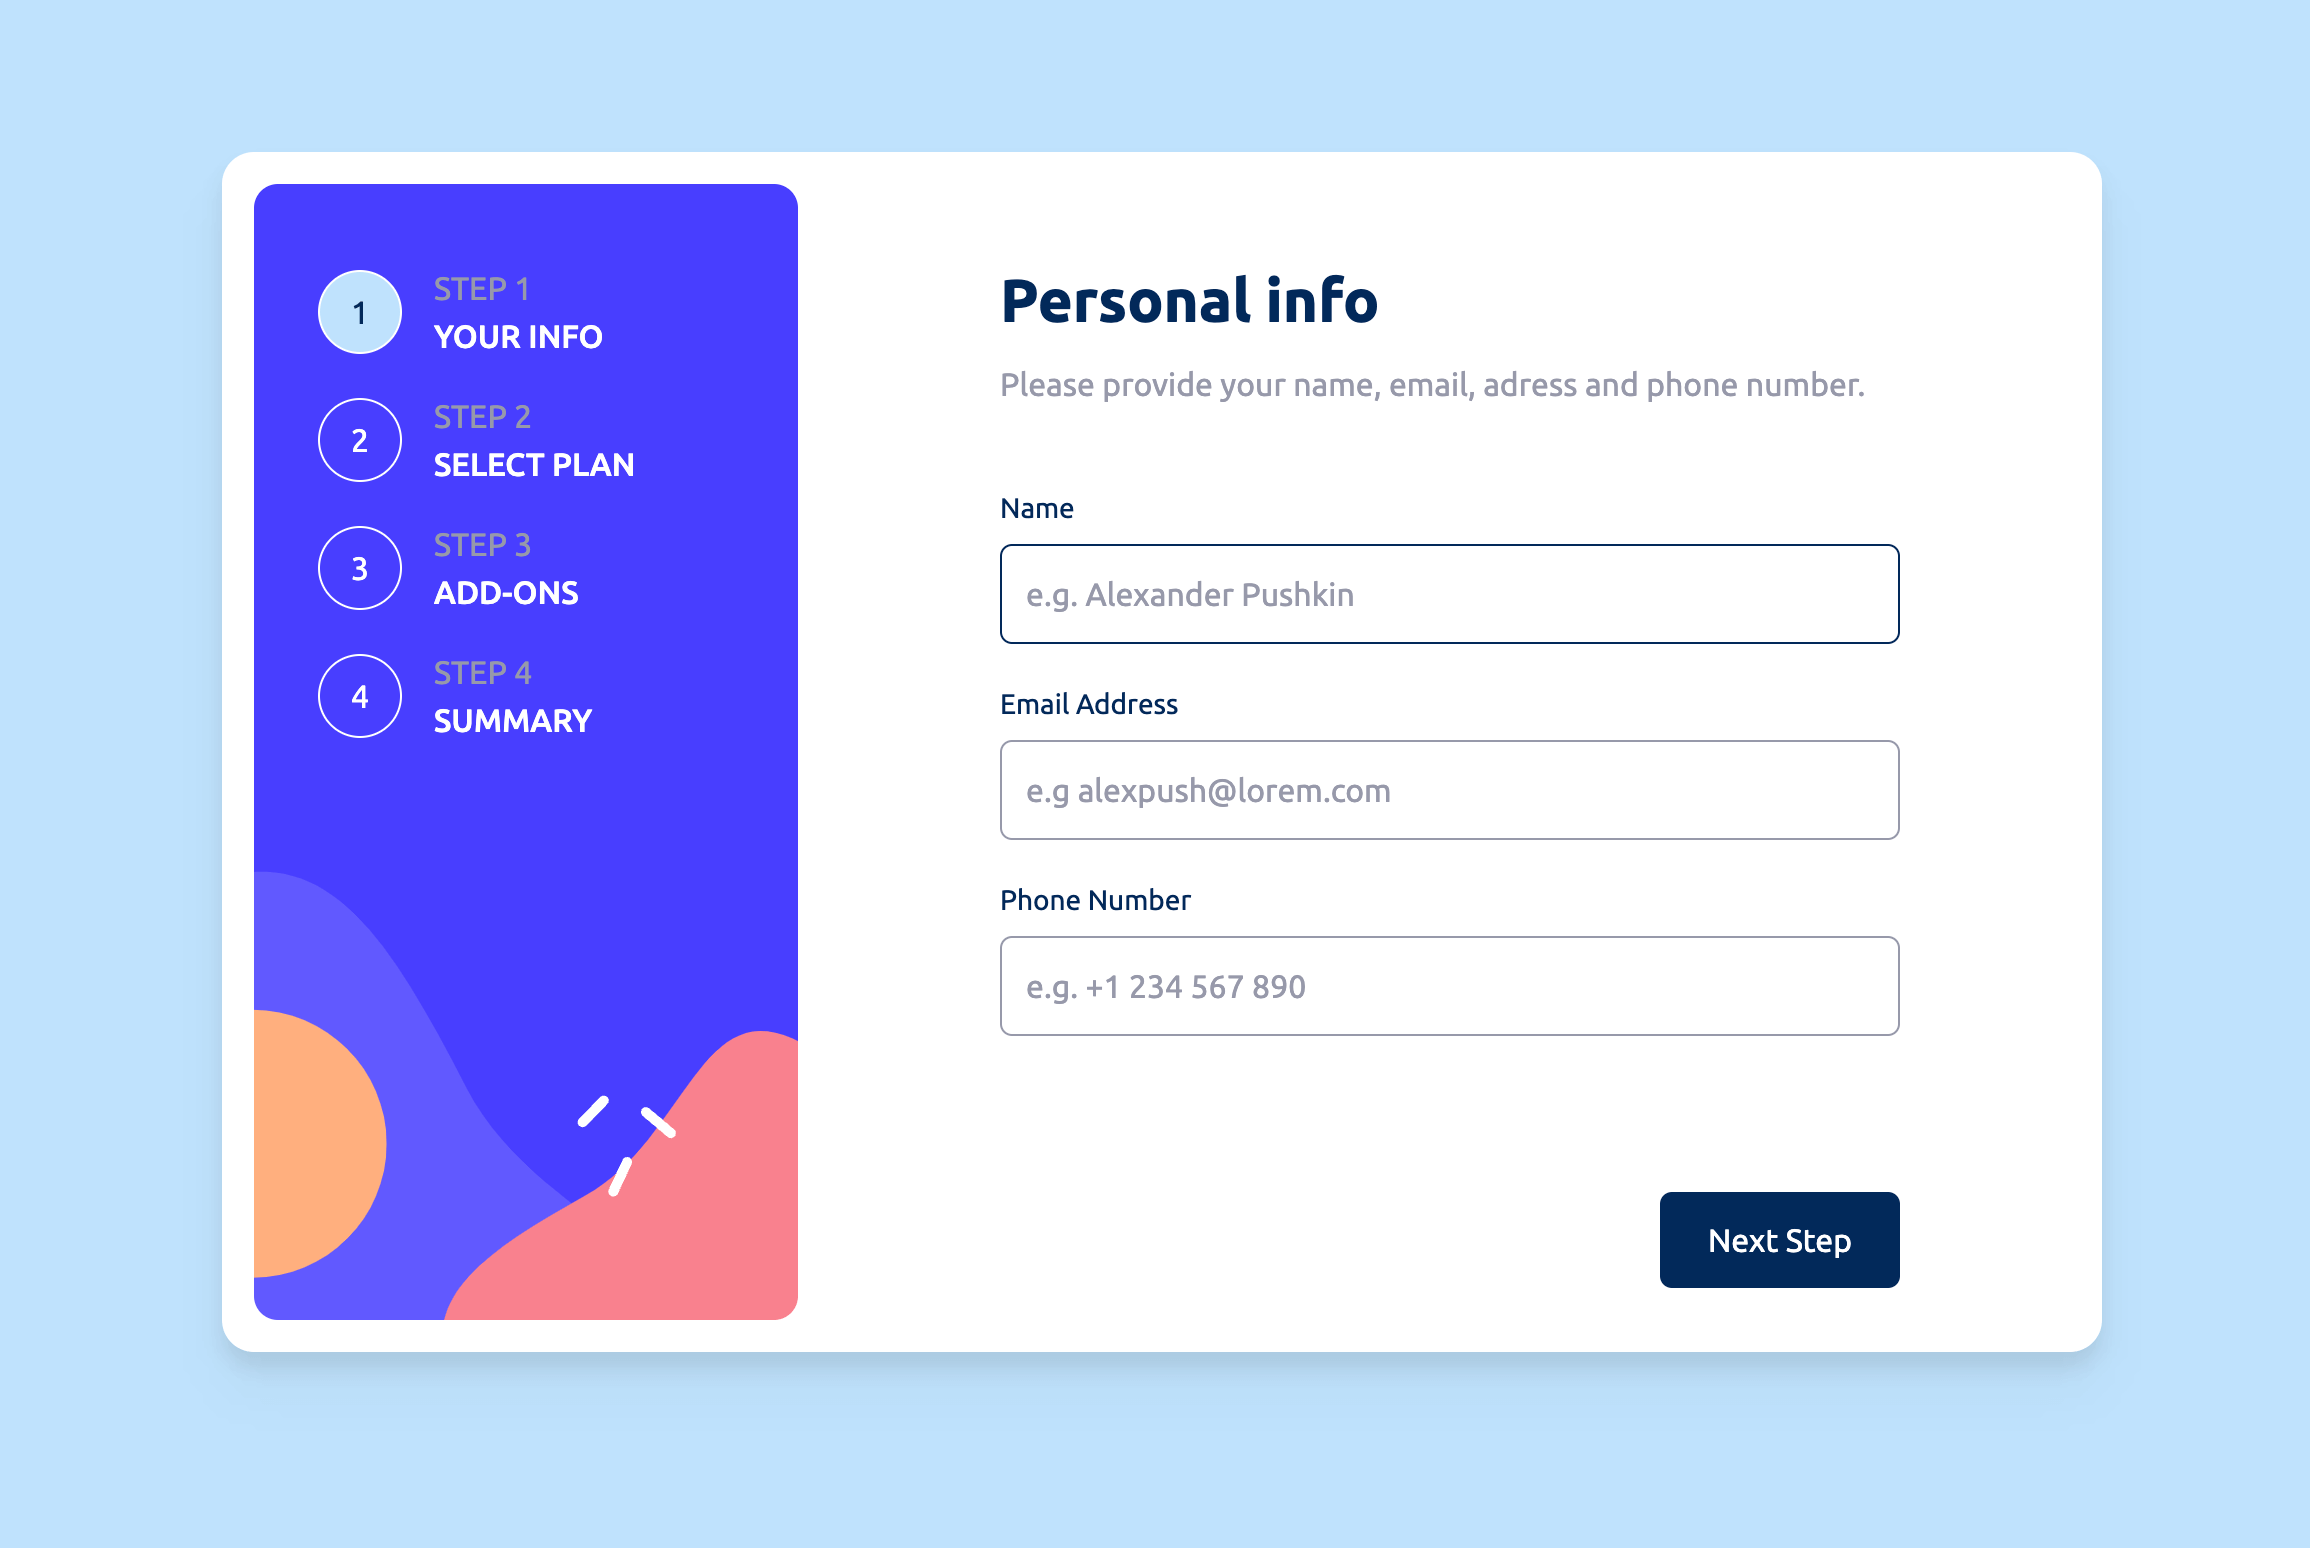 1
STEP 1
YOUR INFO
2
STEP 2
SELECT PLAN
3
STEP 3
ADD-ONS
4
STEP 4
SUMMARY
Personal info
Please provide your name, email, adress and phone number.
Name
e.g. Alexander Pushkin
Email Address
e.g alexpush@lorem.com
Phone Number
e.g. +1 234 567 890
Next Step